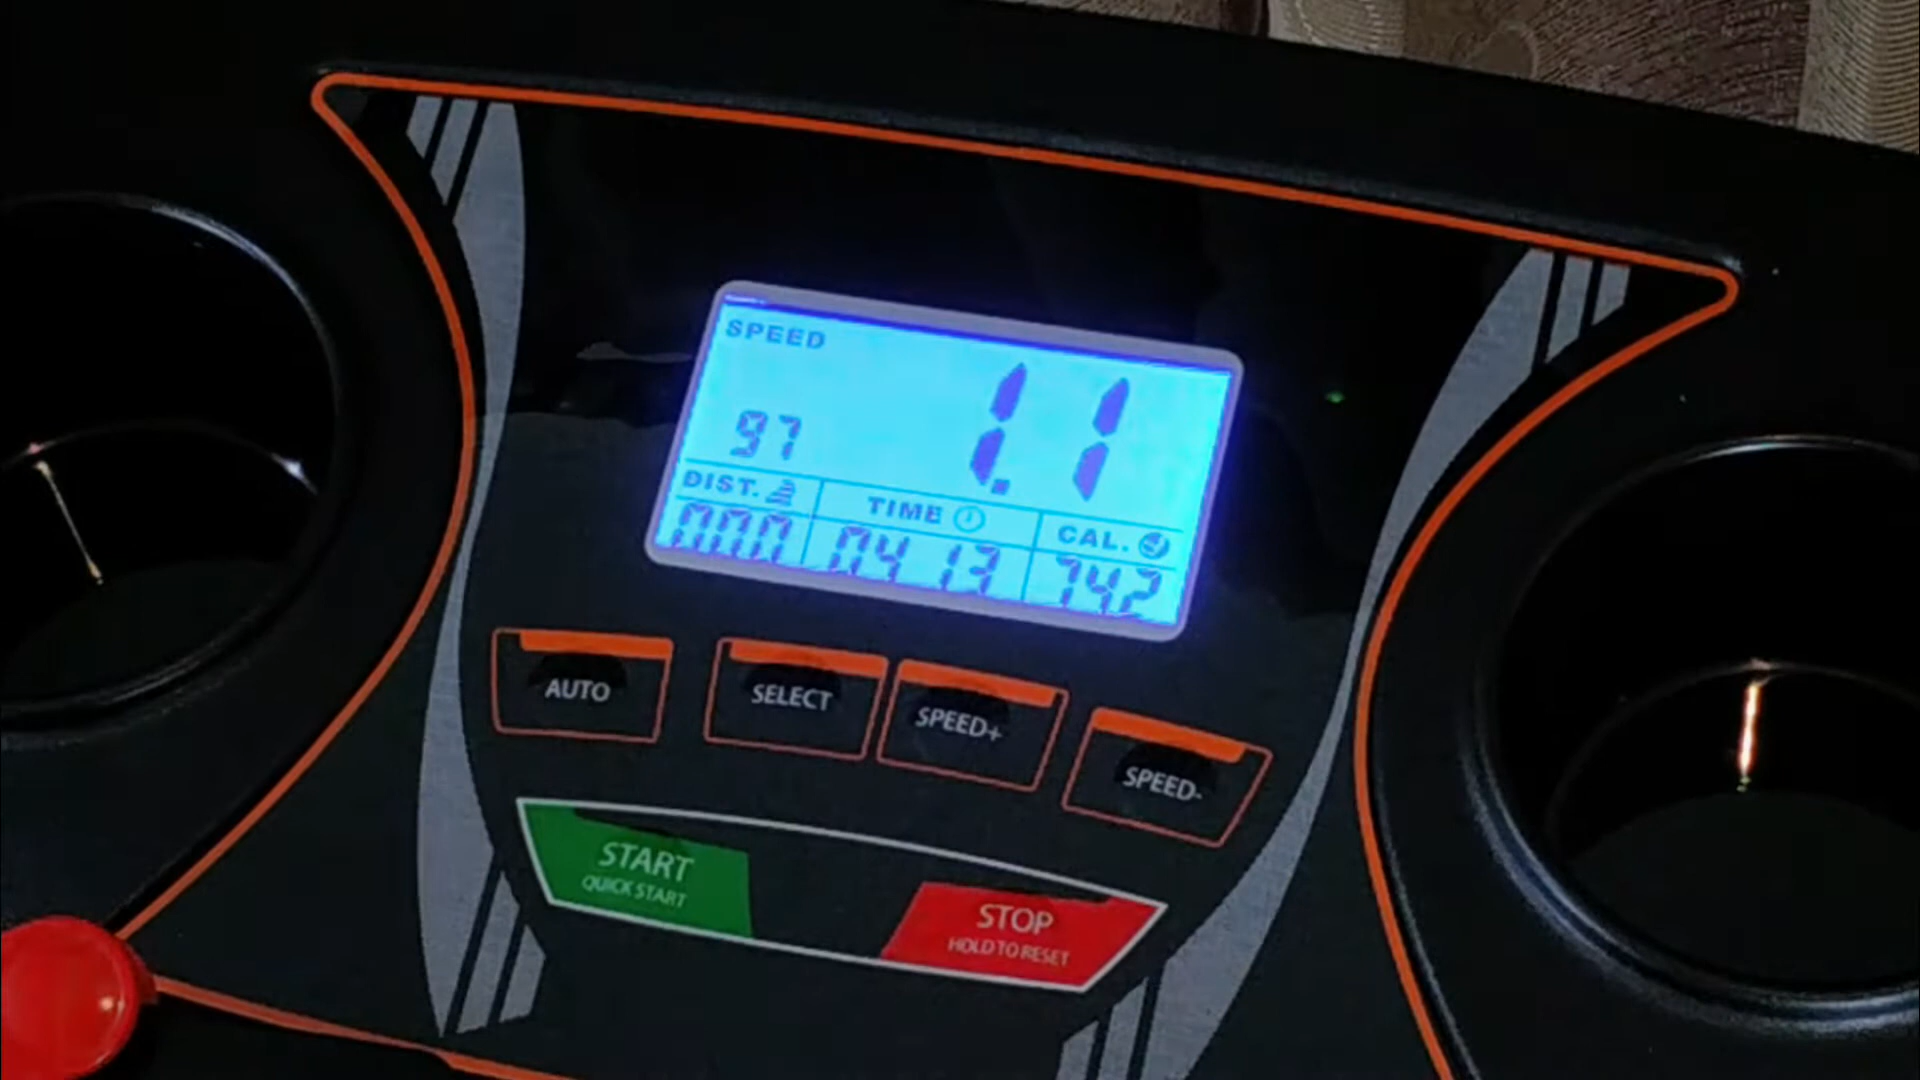 SPEED
1.1
97
DIST. TIME CAL.
000 04 13 742
AUTO
SELECT
SPEED+
SPEED-
START
QUICK START
STOP
HOLD TO RESET